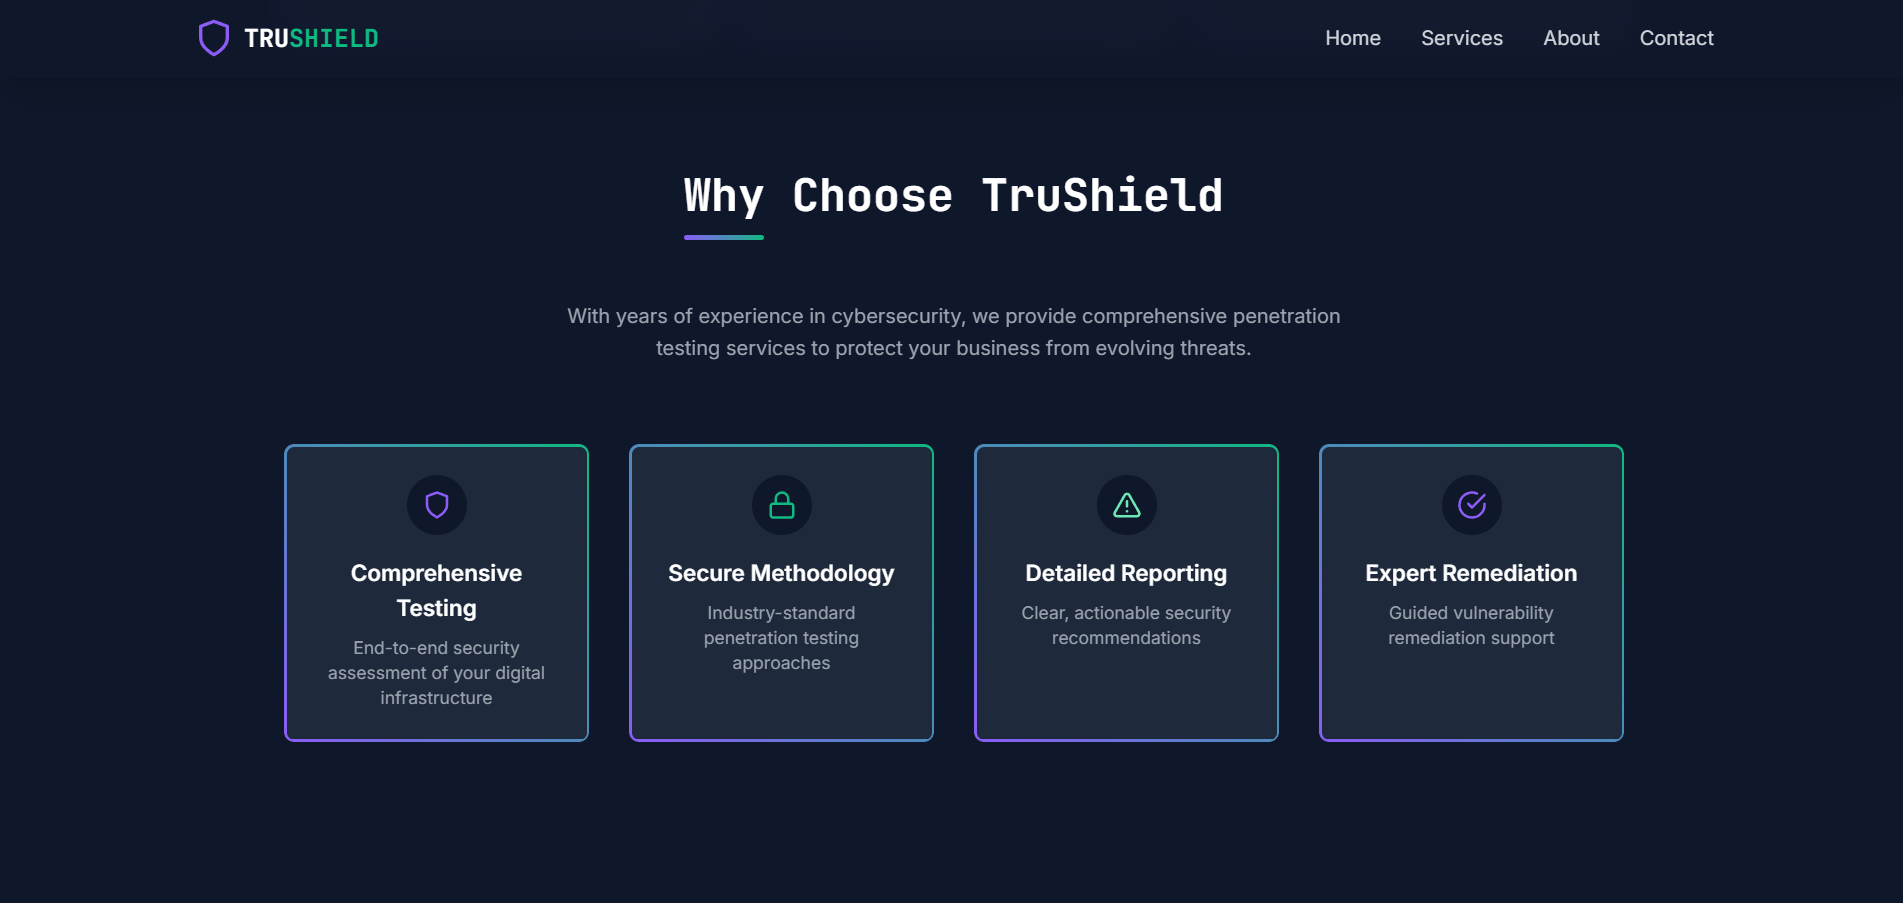 TRUSHIELD
Home
Services
About
Contact
Why Choose TruShield
With years of experience in cybersecurity, we provide comprehensive penetration
testing services to protect your business from evolving threats.
Comprehensive
Testing
End-to-end security
assessment of your digital
infrastructure
Secure Methodology
Industry-standard
penetration testing
approaches
Detailed Reporting
Clear, actionable security
recommendations
Expert Remediation
Guided vulnerability
remediation support